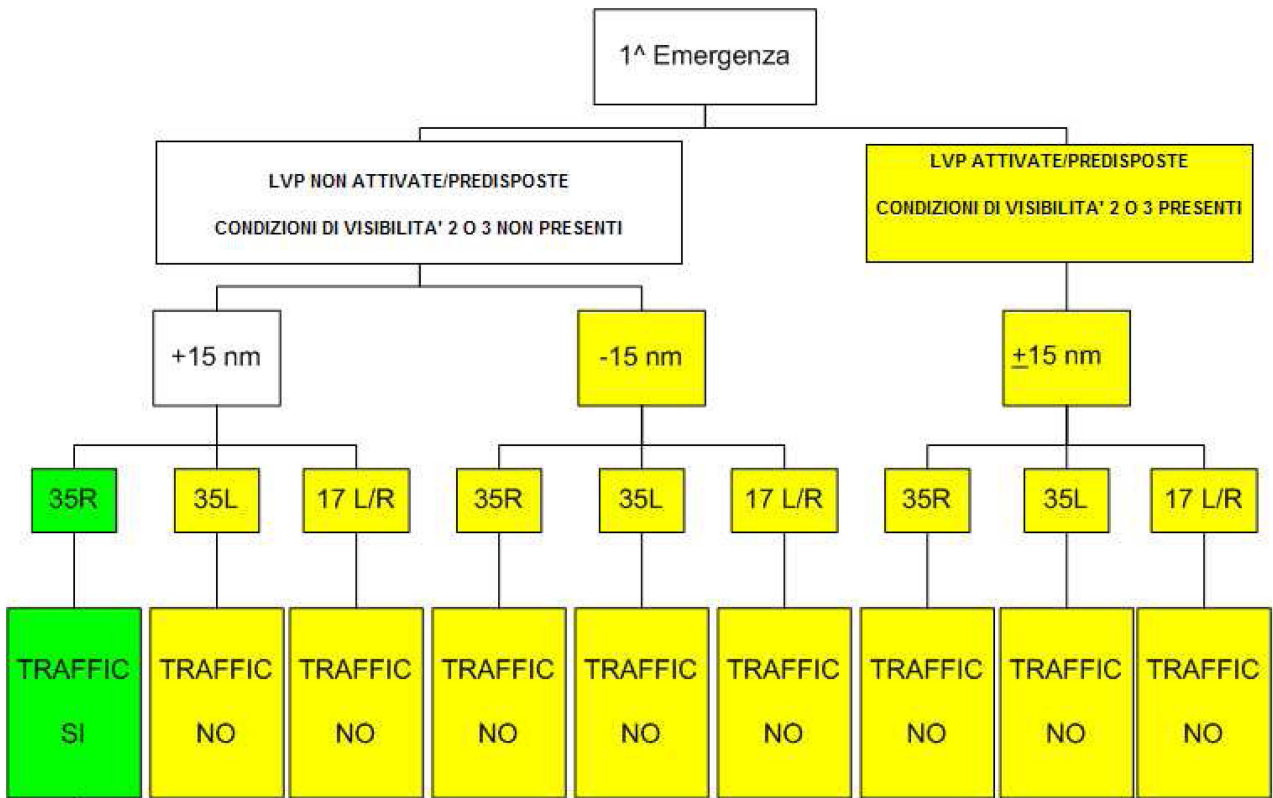 1^ Emergenza
LVP NON ATTIVATE/PREDISPOSTE
CONDIZIONI DI VISIBILITA' 2 O 3 NON PRESENTI
LVP ATTIVATE/PREDISPOSTE
CONDIZIONI DI VISIBILITA' 2 O 3 PRESENTI
+15 nm
-15 nm
±15 nm
35R
35L
17 L/R
35R
35L
17 L/R
35R
35L
17 L/R
TRAFFIC
SI
TRAFFIC
NO
TRAFFIC
NO
TRAFFIC
NO
TRAFFIC
NO
TRAFFIC
NO
TRAFFIC
NO
TRAFFIC
NO
TRAFFIC
NO